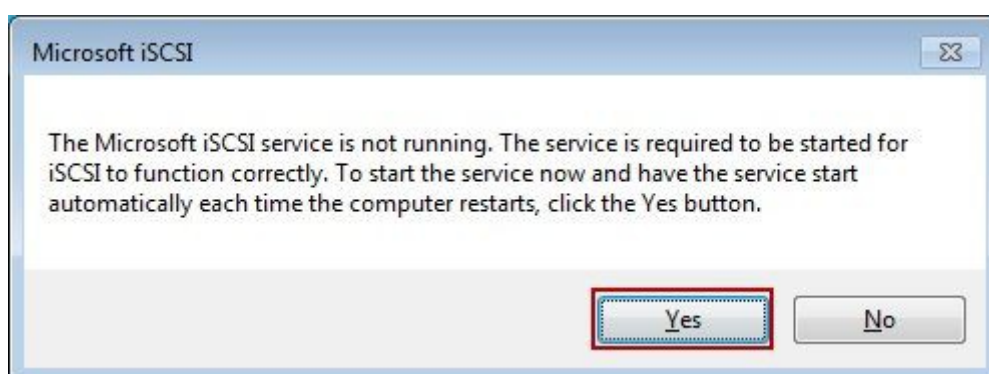 Microsoft iSCSI
The Microsoft iSCSI service is not running. The service is required to be started for
iSCSI to function correctly. To start the service now and have the service start
automatically each time the computer restarts, click the Yes button.
Yes
No